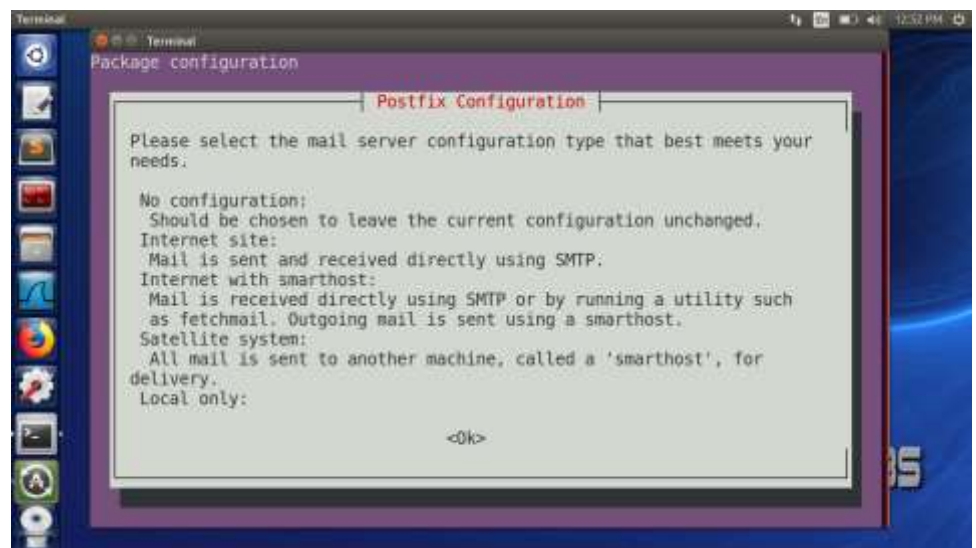 Terminal
12:52 PM
Terminal
Package configuration
Postfix Configuration
Please select the mail server configuration type that best meets your
needs.
No configuration:
Should be chosen to leave the current configuration unchanged.
Internet site:
Mail is sent and received directly using SMTP.
Internet with smarthost:
Mail is received directly using SMTP or by running a utility such
as fetchmail. Outgoing mail is sent using a smarthost.
Satellite system:
All mail is sent to another machine, called a 'smarthost', for
delivery.
Local only:
<Ok>